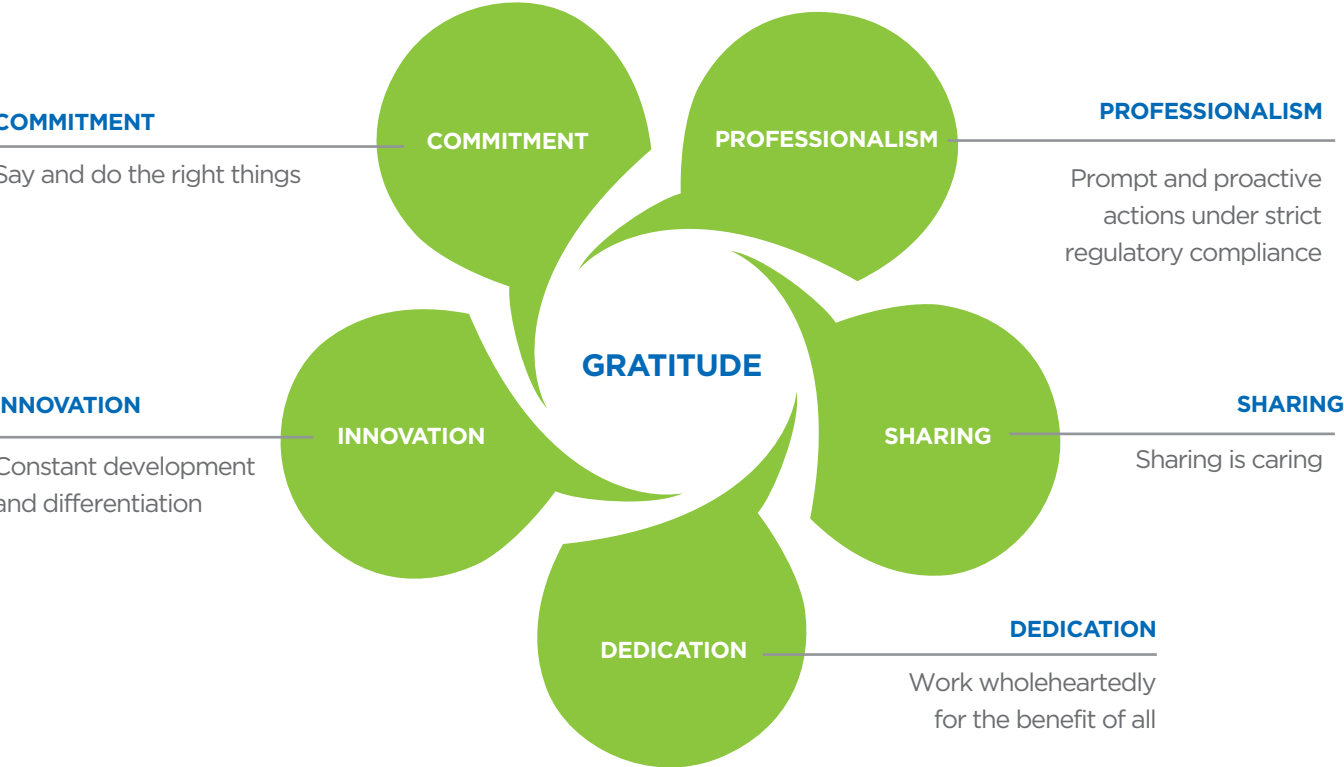 COMMITMENT
Say and do the right things
COMMITMENT
PROFESSIONALISM
PROFESSIONALISM
Prompt and proactive
actions under strict
regulatory compliance
GRATITUDE
INNOVATION
Constant development
and differentiation
INNOVATION
SHARING
SHARING
Sharing is caring
DEDICATION
DEDICATION
Work wholeheartedly
for the benefit of all